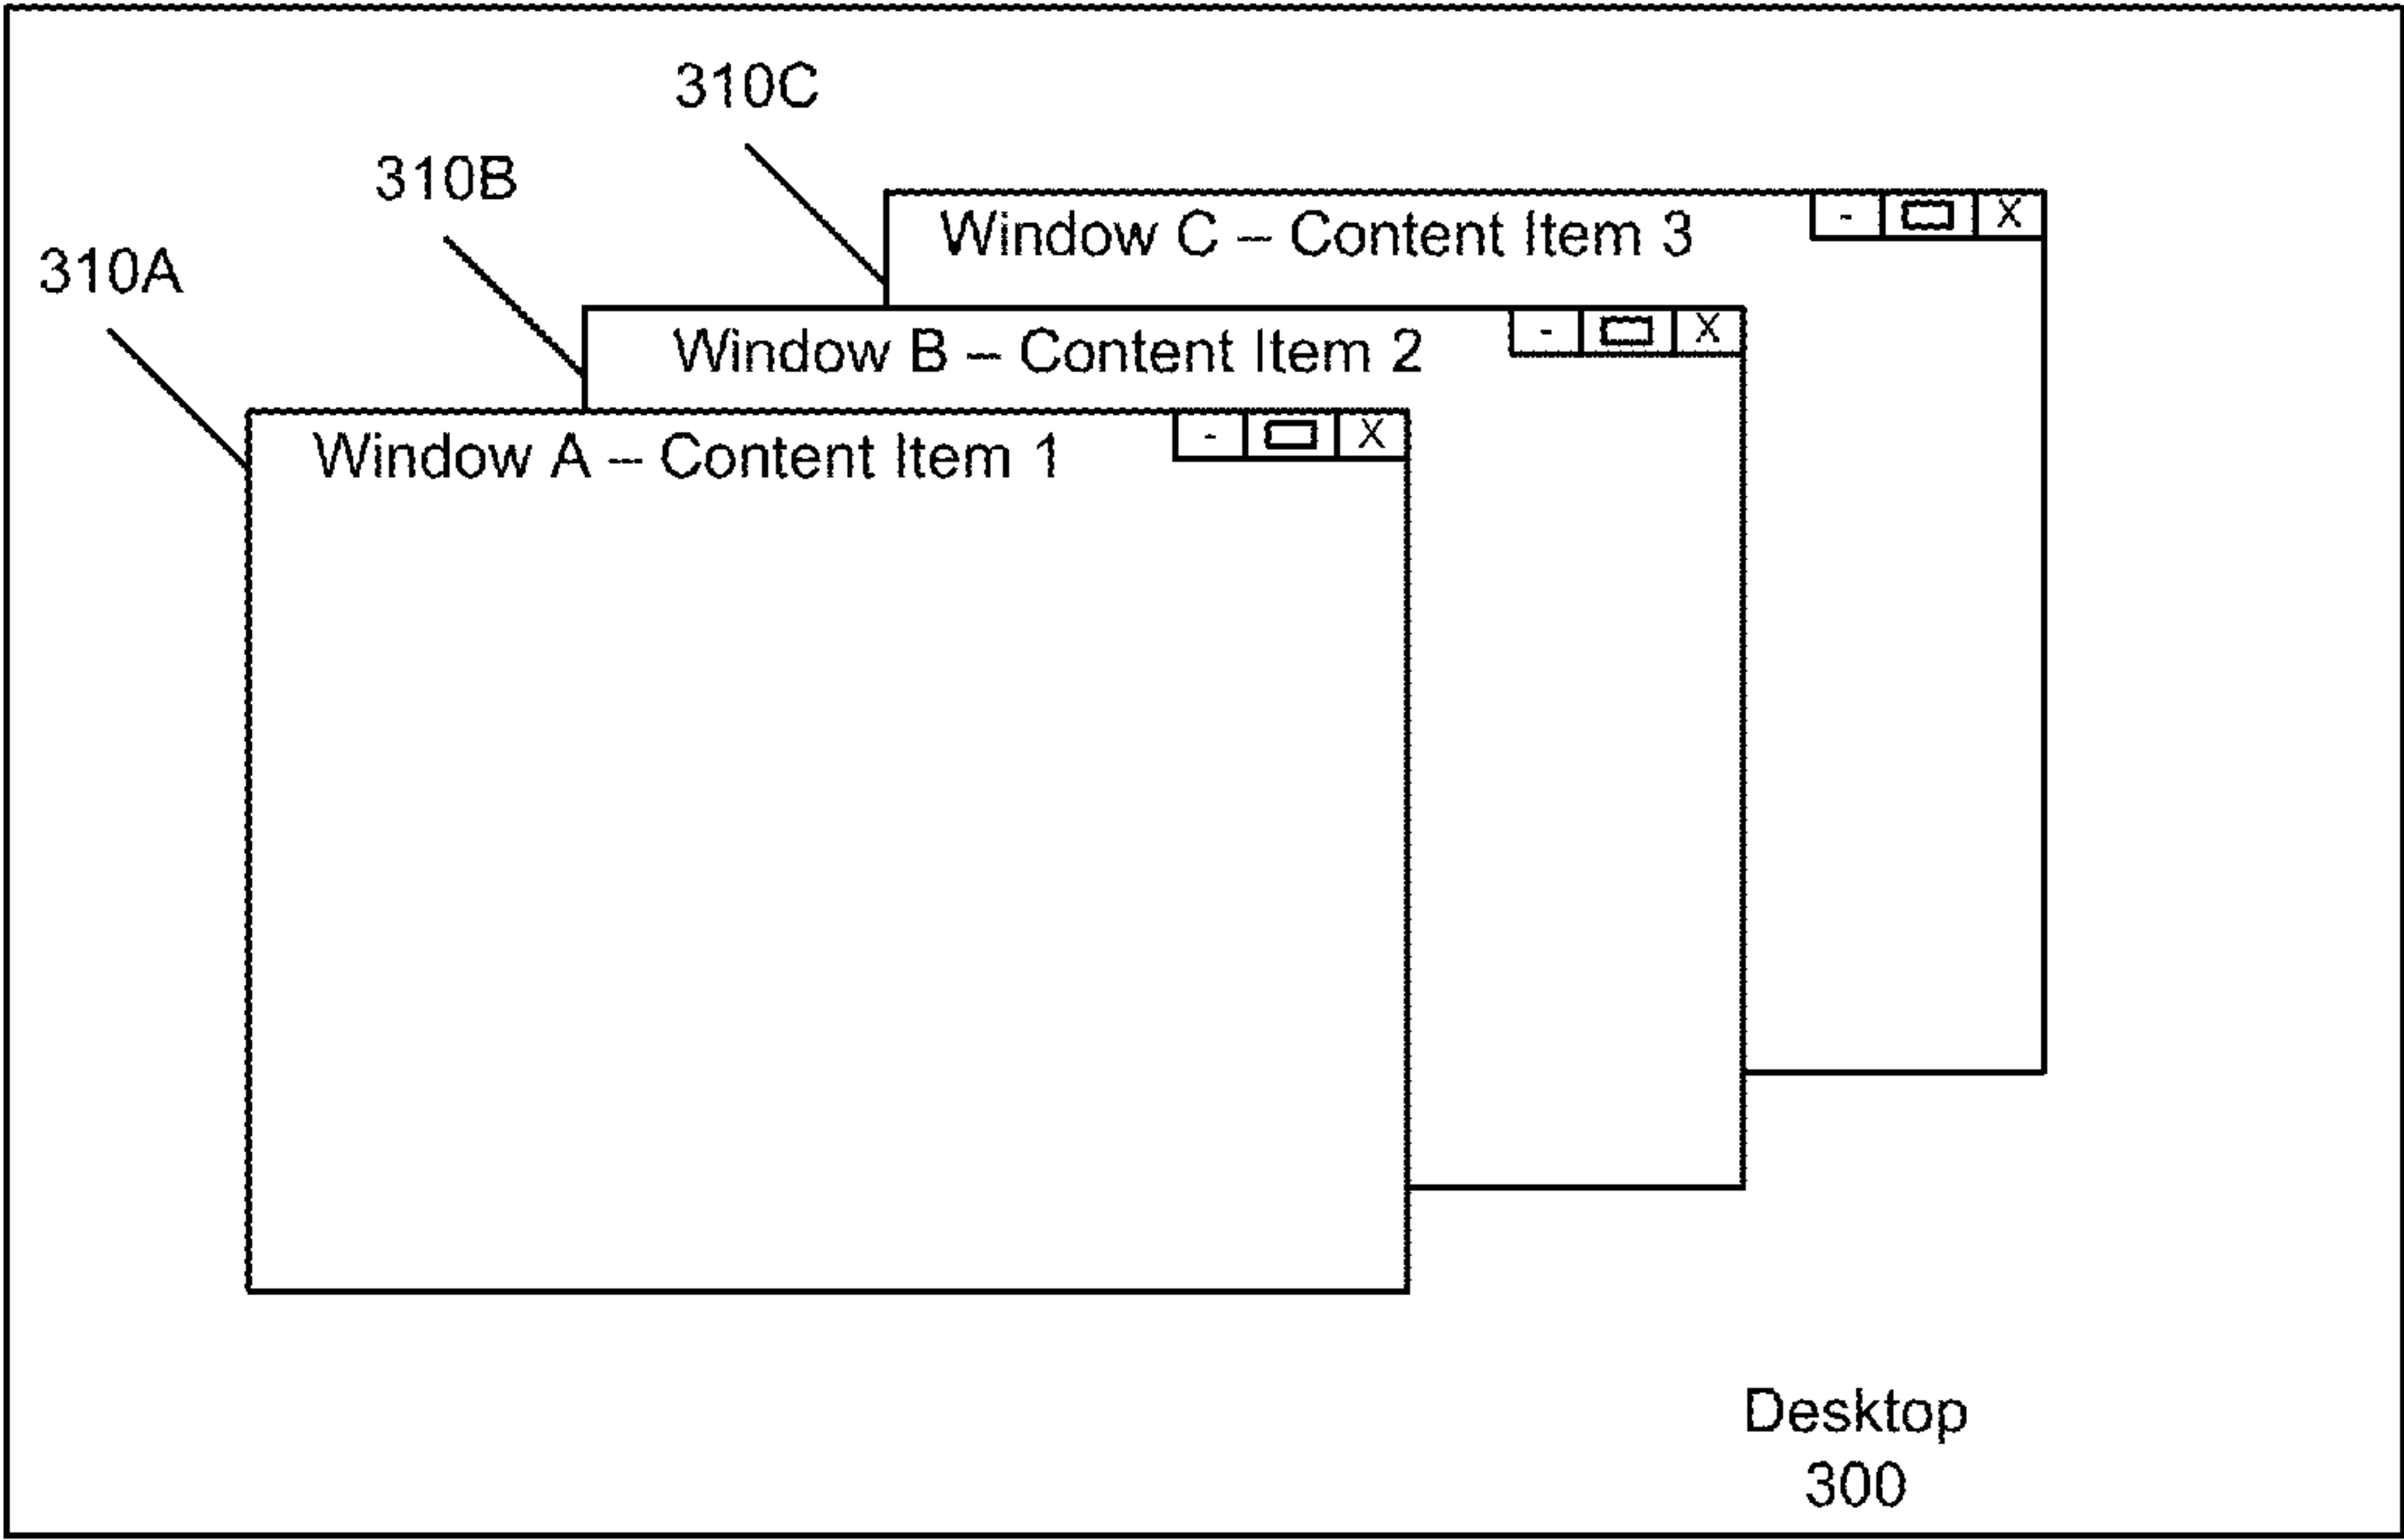 310C
310B
310A
Window C -- Content Item 3
- X
Window B -- Content Item 2
- X
Window A -- Content Item 1
- X
Desktop
300